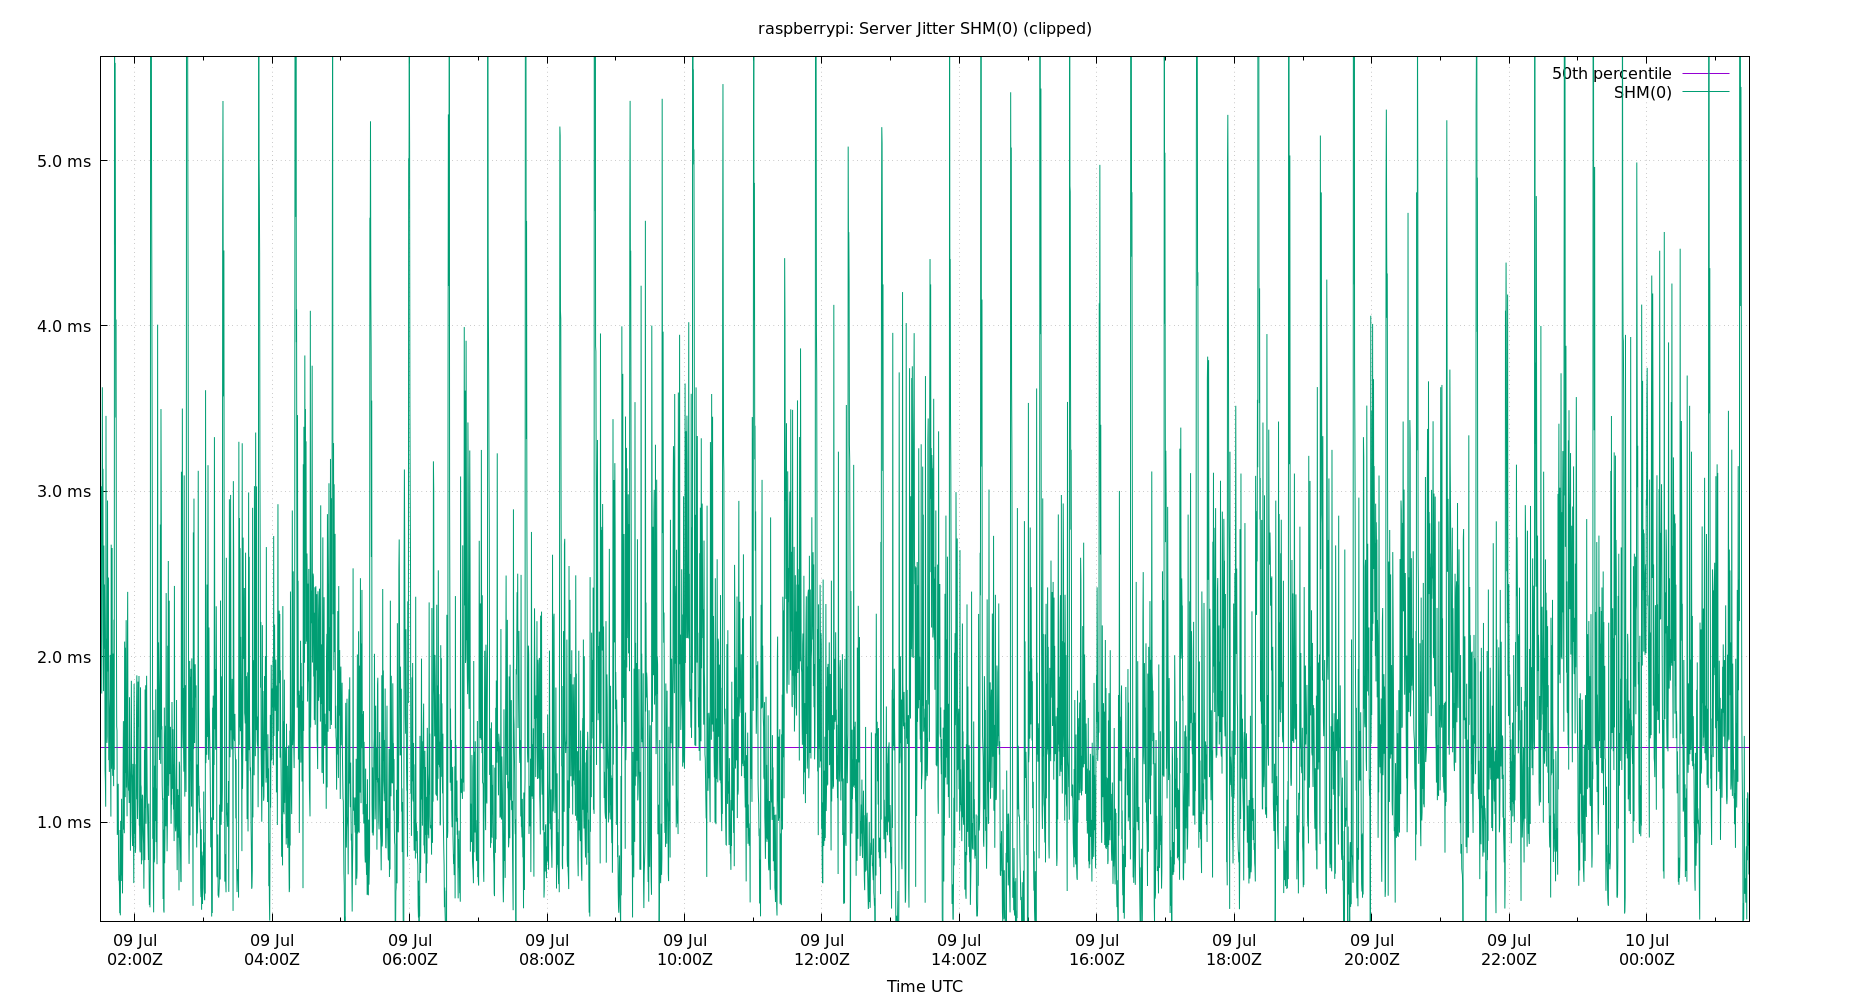 raspberrypi: Server Jitter SHM(0) (clipped)
50th percentile
SHM(0)
5.0 ms
4.0 ms
3.0 ms
2.0 ms
1.0 ms
09 Jul 09 Jul 09 Jul 09 Jul 09 Jul 09 Jul 09 Jul 09 Jul 09 Jul 09 Jul 09 Jul 10 Jul
02:00Z 04:00Z 06:00Z 08:00Z 10:00Z 12:00Z 14:00Z 16:00Z 18:00Z 20:00Z 22:00Z 00:00Z
Time UTC